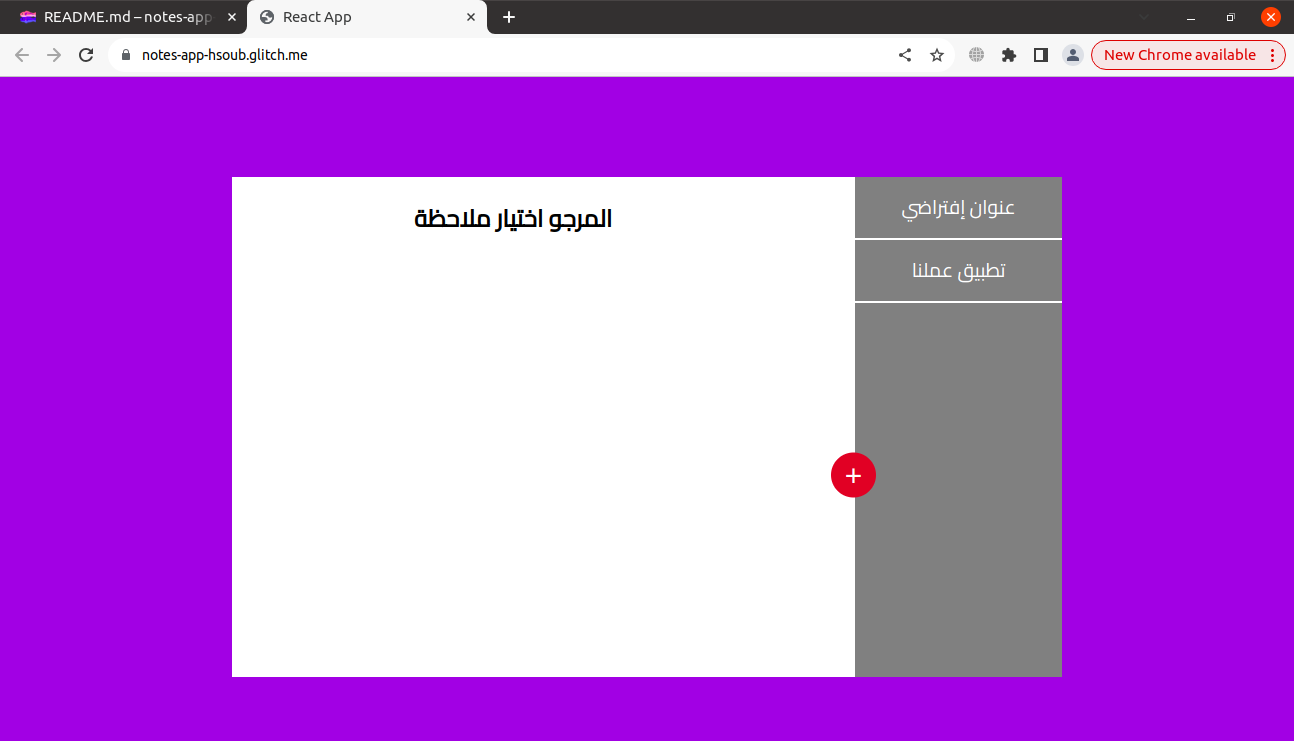 README.md – notes-app
React App
notes-app-hsoub.glitch.me
New Chrome available
عنوان إفتراضي
تطبيق عملنا
المرجو اختيار ملاحظة
+